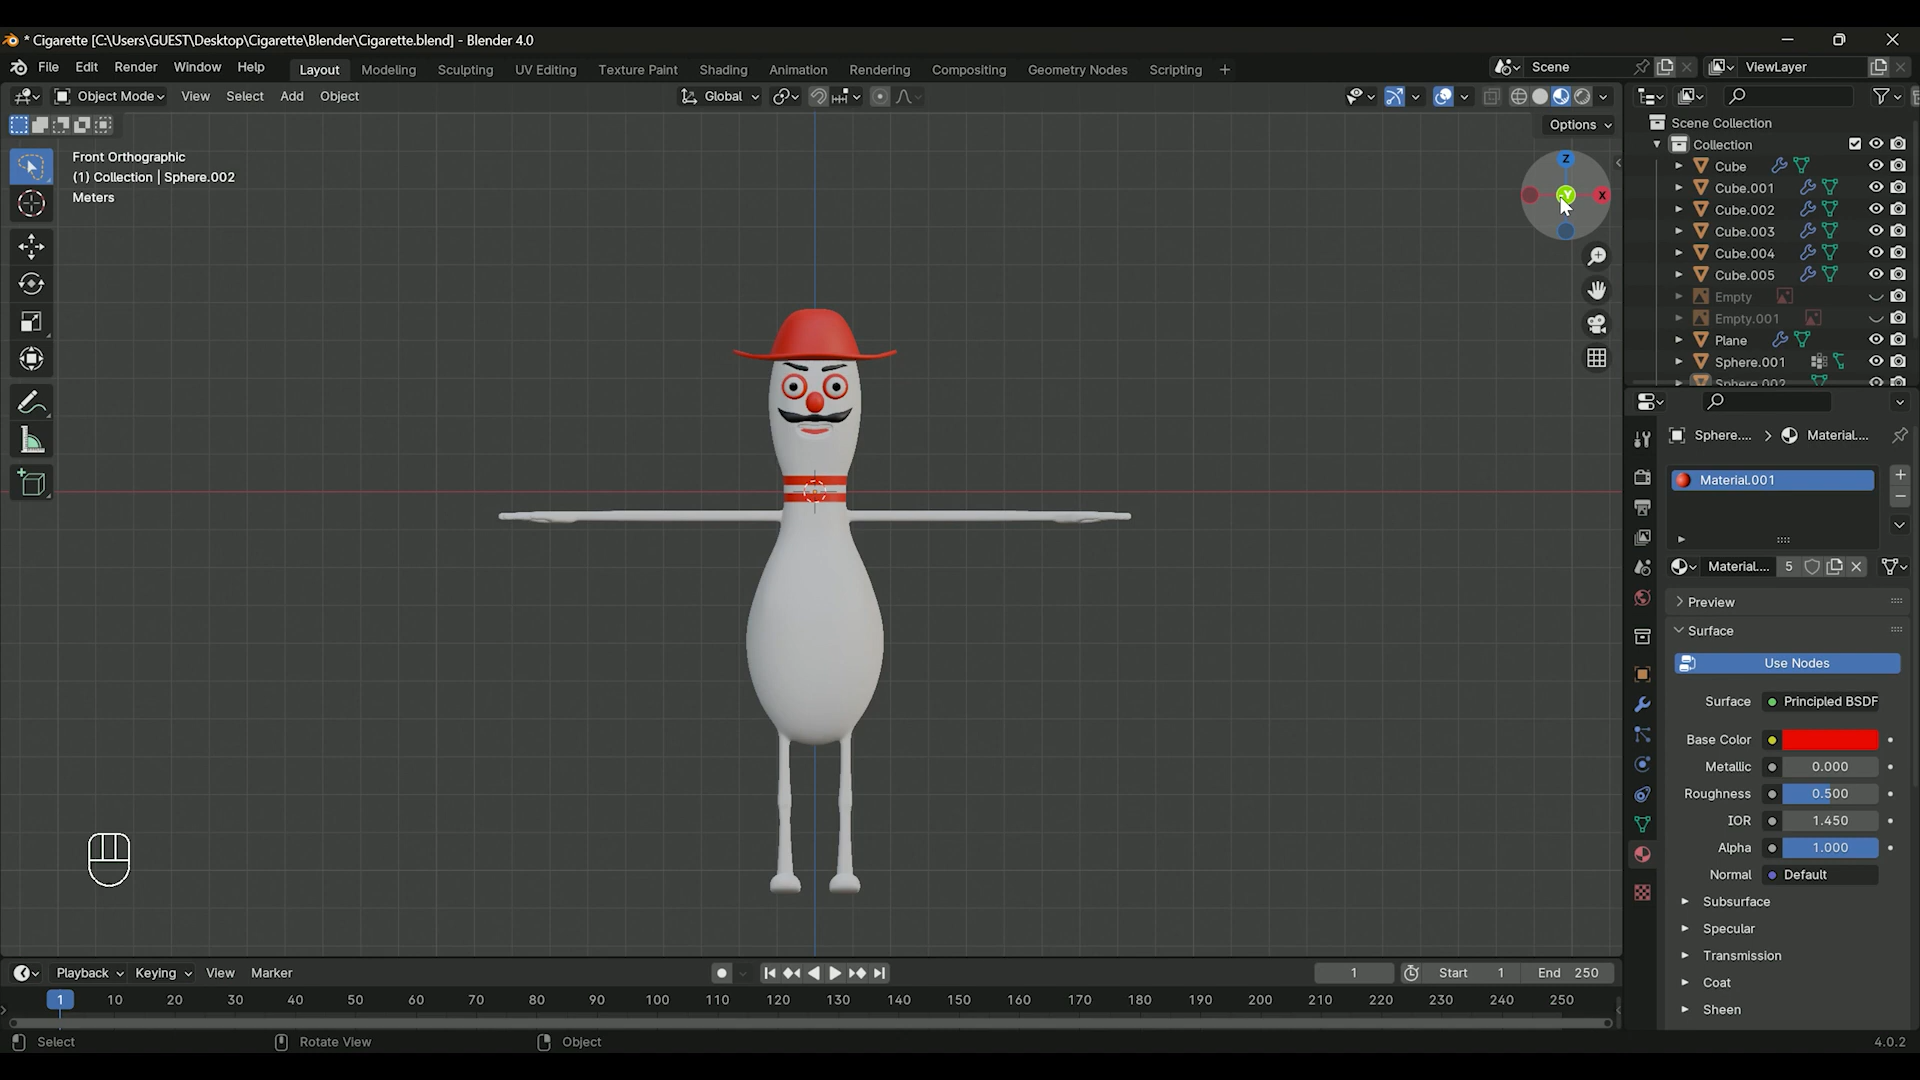 * Cigarette [C:\Users\GUEST\Desktop\Cigarette\Blender\Cigarette.blend] - Blender 4.0
File Edit Render Window Help Layout Modeling Sculpting UV Editing Texture Paint Shading Animation Rendering Compositing Geometry Nodes Scripting + Scene ViewLayer
Object Mode View Select Add Object Global
Options
Front Orthographic
(1) Collection | Sphere.002
Meters
Z
Y
X
Scene Collection
Collection
Cube
Cube.001
Cube.002
Cube.003
Cube.004
Cube.005
Empty
Empty.001
Plane
Sphere.001
Sphere.002
Sphere.... > Material....
Material.001
Material.... 5
Preview
Surface
Use Nodes
Surface Principled BSDF
Base Color
Metallic 0.000
Roughness 0.500
IOR 1.450
Alpha 1.000
Normal Default
Subsurface
Specular
Transmission
Coat
Sheen
Playback Keying View Marker 1 Start 1 End 250
1 10 20 30 40 50 60 70 80 90 100 110 120 130 140 150 160 170 180 190 200 210 220 230 240 250
Select Rotate View Object 4.0.2